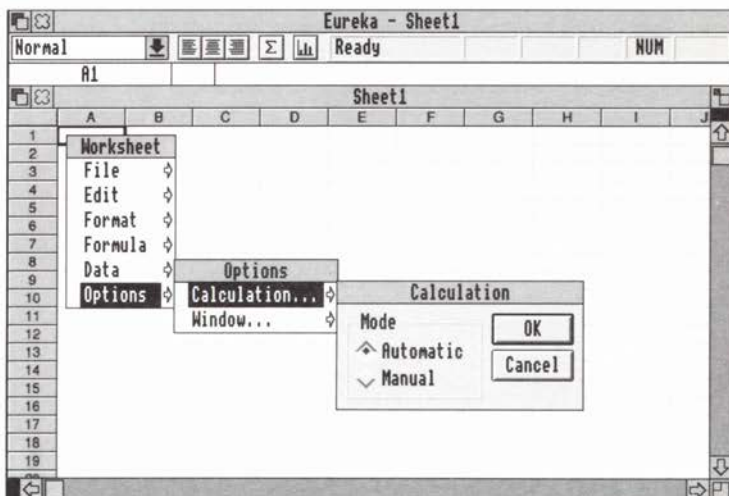 Eureka - Sheet1
Normal Σ Ready NUM
A1
Sheet1
A B C D E F G H I J
1
2
3
4
5
6
7
8
9
10
11
12
13
14
15
16
17
18
19
Worksheet
File
Edit
Format
Formula
Data
Options
Options
Calculation...
Window...
Calculation
Mode
Automatic
Manual
OK
Cancel